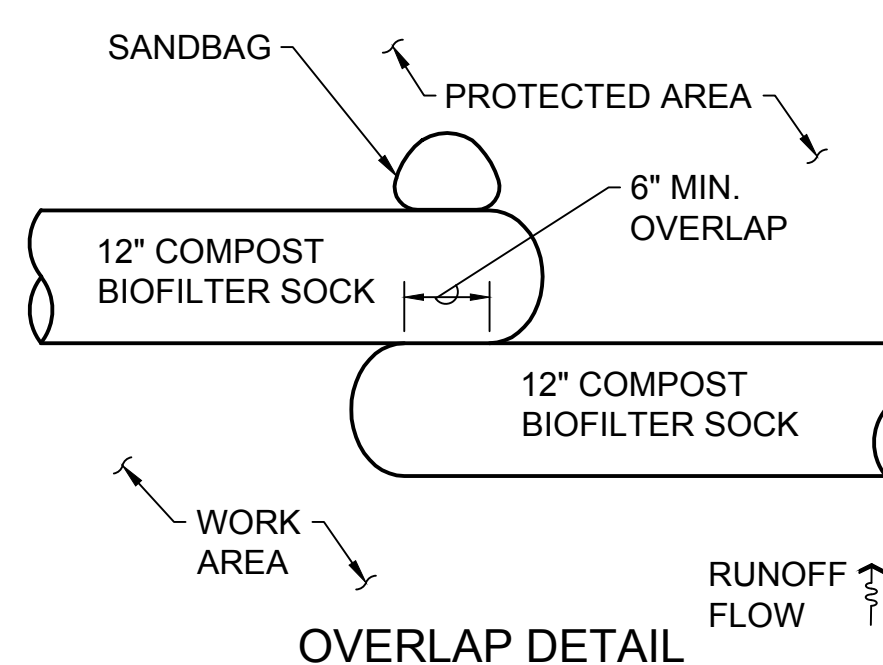 SANDBAG
PROTECTED AREA
6" MIN.
OVERLAP
12" COMPOST
BIOFILTER SOCK
12" COMPOST
BIOFILTER SOCK
WORK
AREA
RUNOFF
FLOW
OVERLAP DETAIL